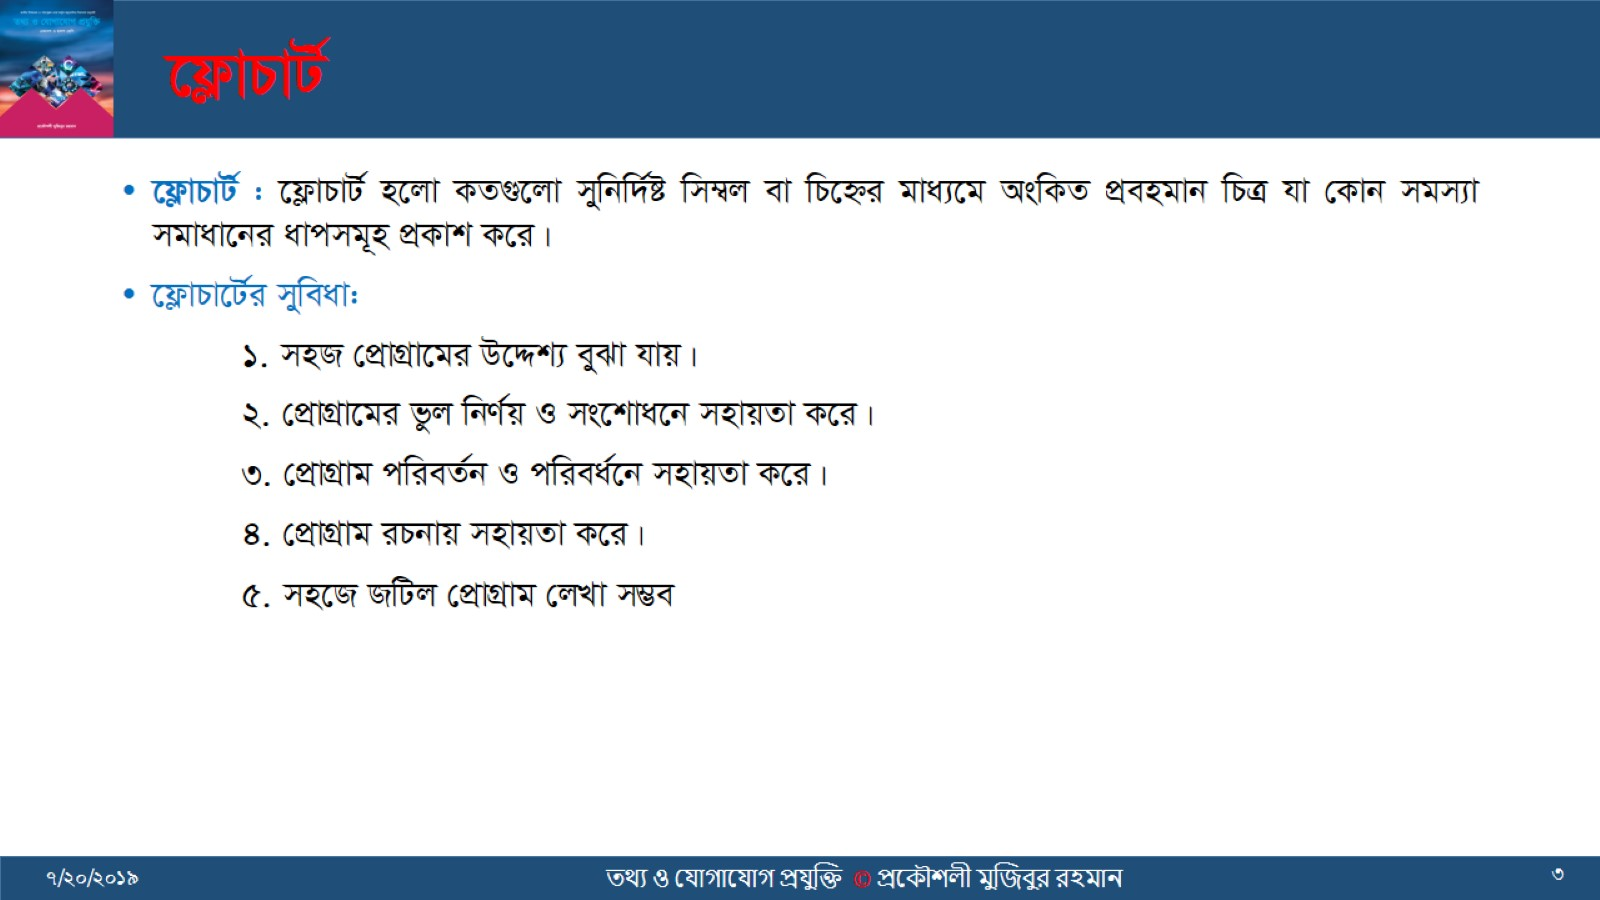 তথ্য ও যোগাযোগ প্রযুক্তি
ফ্লোচার্ট
• ফ্লোচার্ট : ফ্লোচার্ট হলো কতগুলো সুনির্দিষ্ট সিম্বল বা চিহ্নের মাধ্যমে অংকিত প্রবহমান চিত্র যা কোন সমস্যা
সমাধানের ধাপসমূহ প্রকাশ করে।
• ফ্লোচার্টের সুবিধাঃ
১. সহজ প্রোগ্রামের উদ্দেশ্য বুঝা যায়।
২. প্রোগ্রামের ভুল নির্ণয় ও সংশোধনে সহায়তা করে।
৩. প্রোগ্রাম পরিবর্তন ও পরিবর্ধনে সহায়তা করে।
৪. প্রোগ্রাম রচনায় সহায়তা করে।
৫. সহজে জটিল প্রোগ্রাম লেখা সম্ভব
৭/২০/২০১৯
তথ্য ও যোগাযোগ প্রযুক্তি © প্রকৌশলী মুজিবুর রহমান
৩